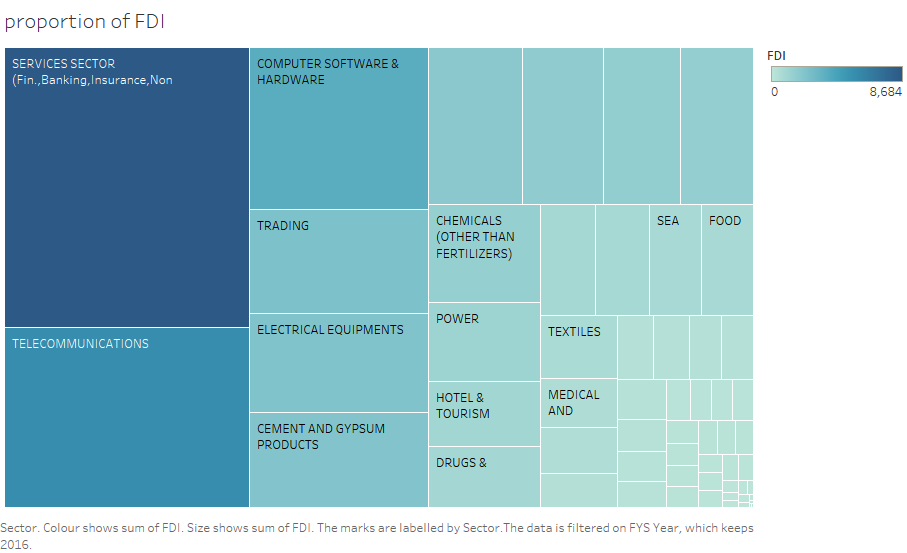 proportion of FDI
SERVICES SECTOR
(Fin.,Banking,Insurance,Non
COMPUTER SOFTWARE &
HARDWARE
FDI
0
8,684
TRADING
CHEMICALS
(OTHER THAN
FERTILIZERS)
SEA
FOOD
POWER
ELECTRICAL EQUIPMENTS
TEXTILES
TELECOMMUNICATIONS
HOTEL &
TOURISM
MEDICAL
AND
CEMENT AND GYPSUM
PRODUCTS
DRUGS &
Sector. Colour shows sum of FDI. Size shows sum of FDI. The marks are labelled by Sector.The data is filtered on FYS Year, which keeps
2016.